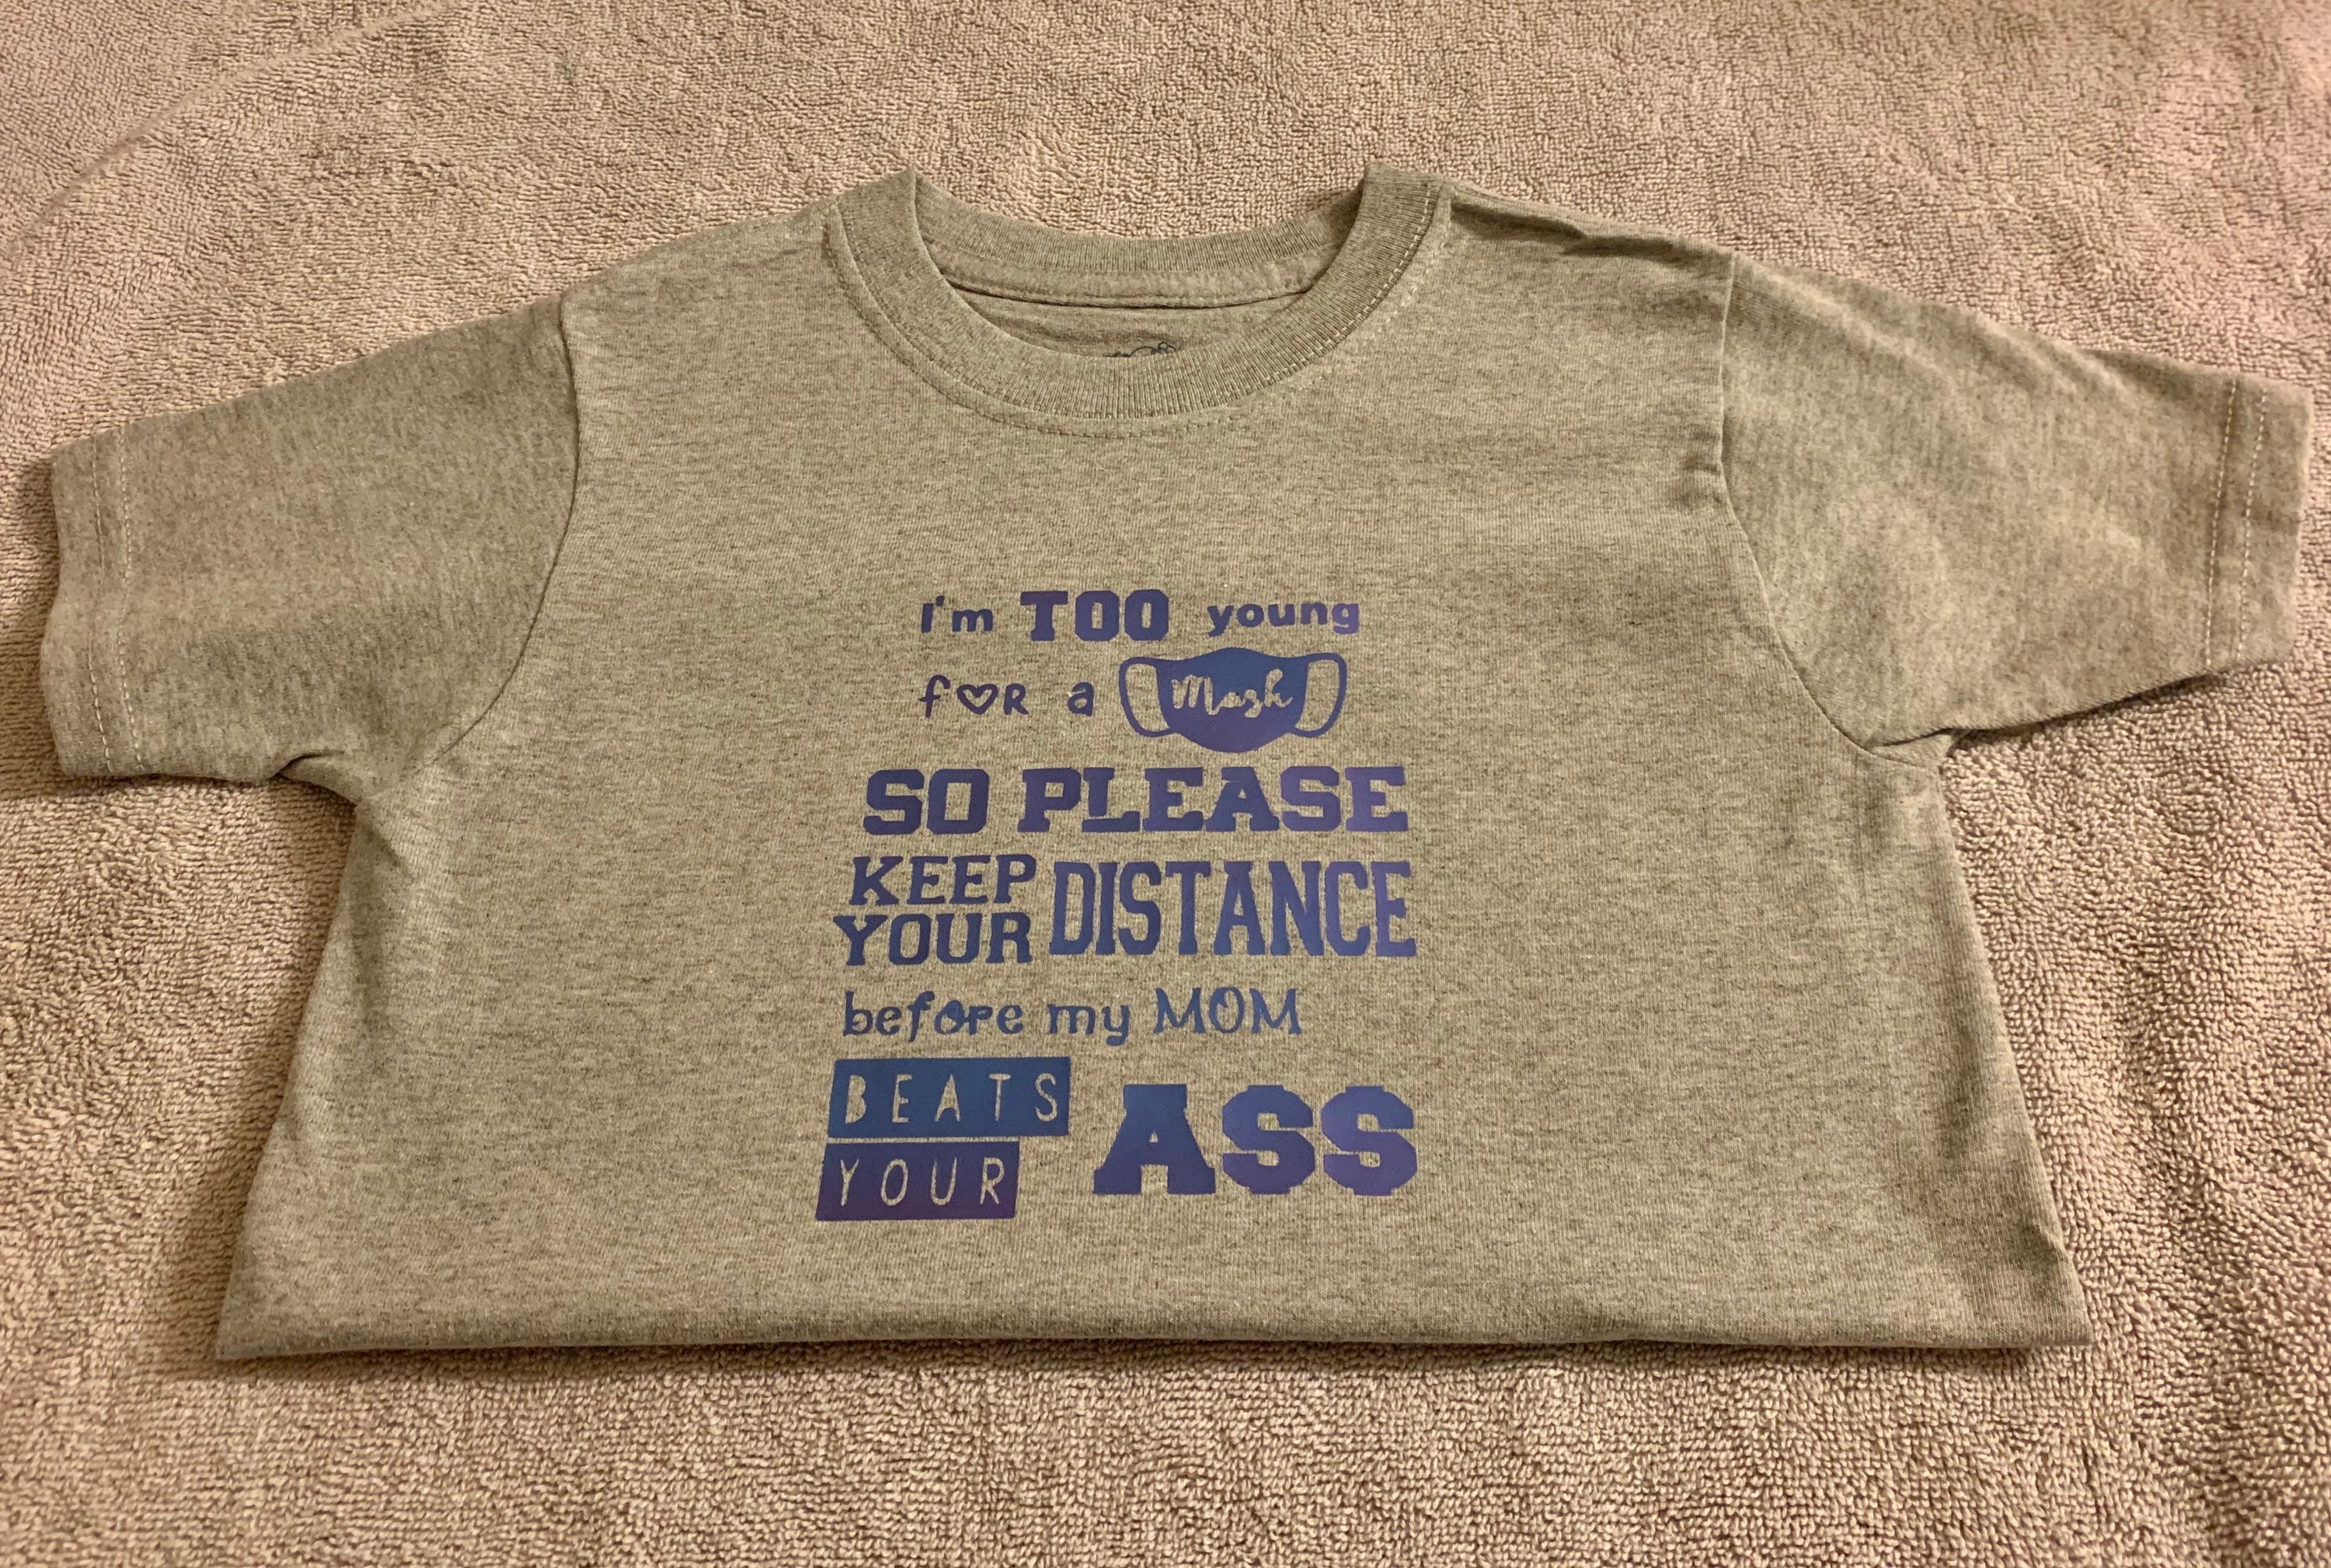 I'm TOO young
for a Mask
SO PLEASE
KEEP YOUR DISTANCE
before my MOM
BEATS YOUR ASS